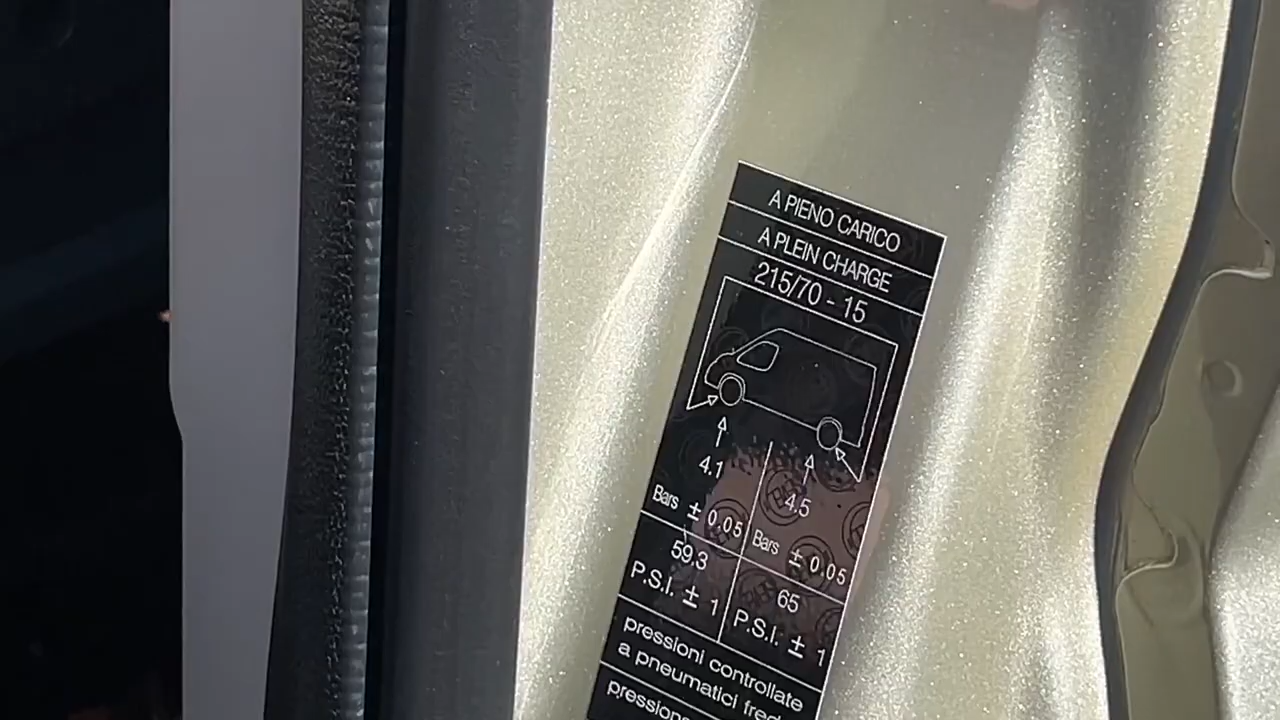 A PIENO CARICO
A PLEIN CHARGE
215/70 - 15
4.1
Bars ± 0.05
4.5
Bars ± 0.05
59.3
P.S.I. ± 1
65
P.S.I. ± 1
pressioni controllate
a pneumatici